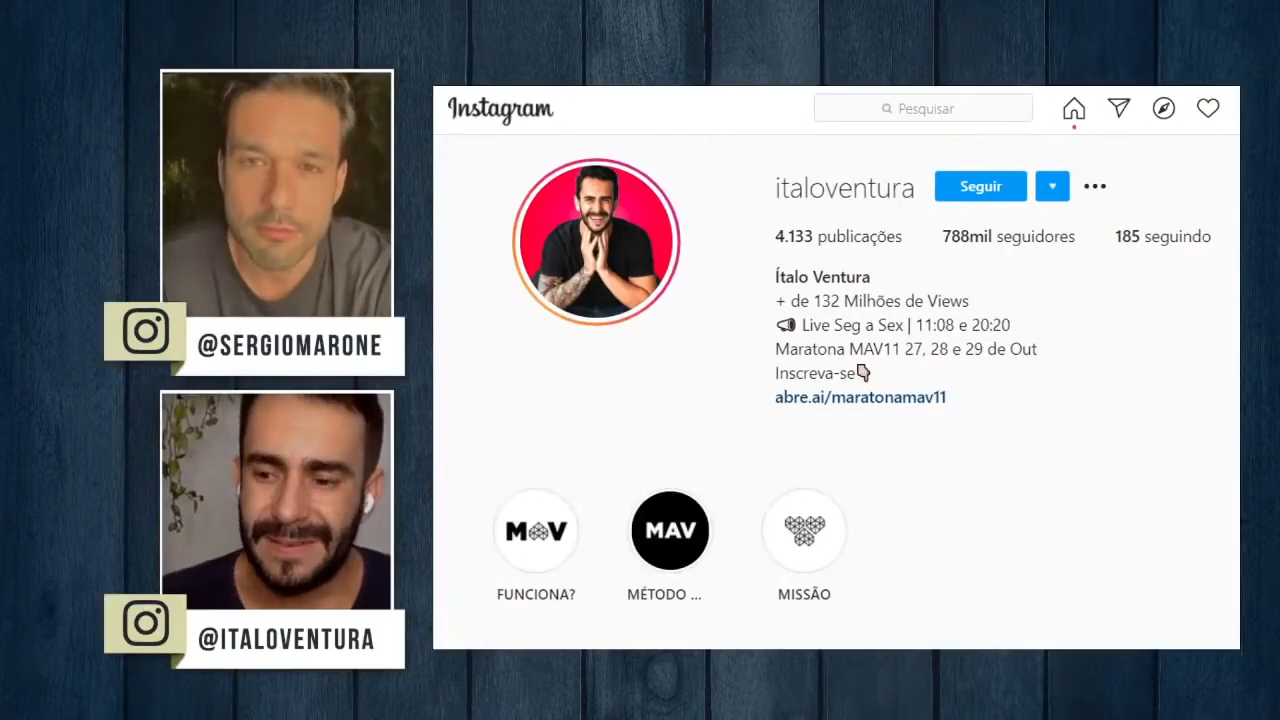 @SERGIOMARONE
@ITALOVENTURA
Instagram
Pesquisar
italoventura
Seguir
4.133 publicações 788mil seguidores 185 seguindo
Ítalo Ventura
+ de 132 Milhões de Views
Live Seg a Sex | 11:08 e 20:20
Maratona MAV11 27, 28 e 29 de Out
Inscreva-se
abre.ai/maratonamav11
MAV MAV
FUNCIONA? MÉTODO ... MISSÃO